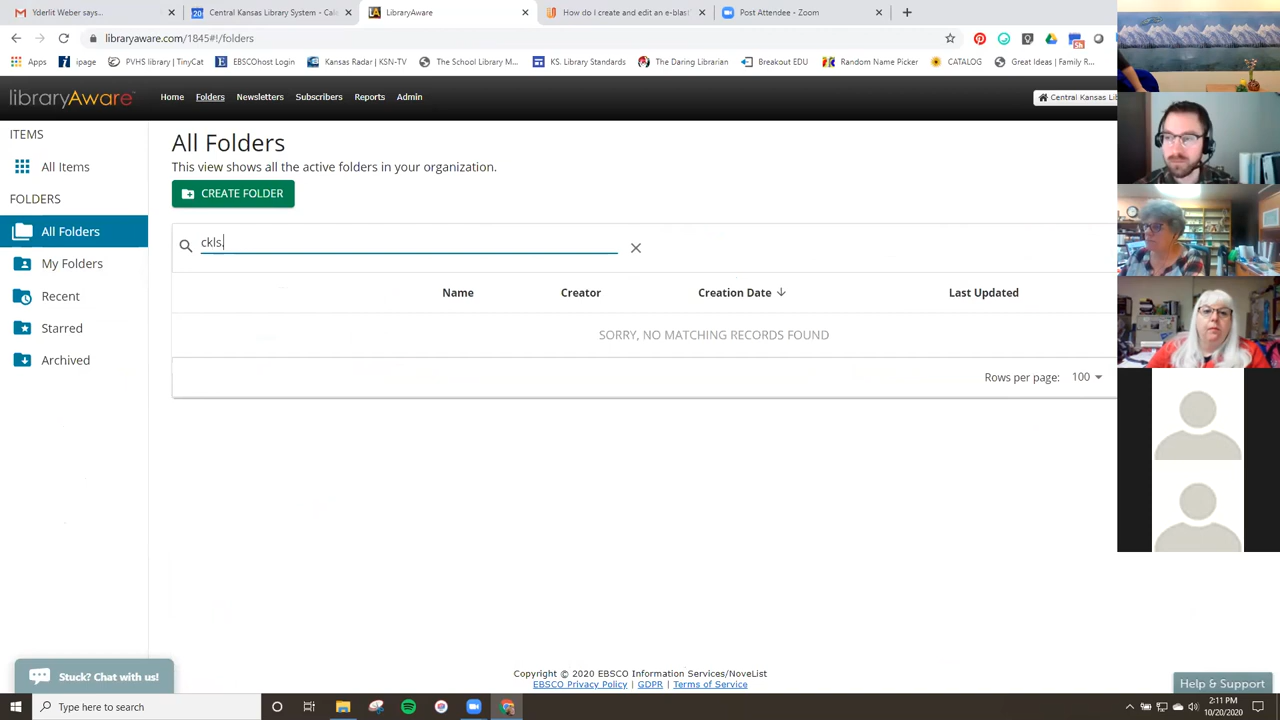 Yderlit Weber
Central Kansas Library System - Cale
LibraryAware
How do I create and edit an e-blas
Post Attendee - Zoom
libraryaware.com/1845#!/folders
Apps
ipage
PVHS library | TinyCat
EBSCOhost Login
Kansas Radar | KSN-TV
The School Library M...
KS. Library Standards
The Daring Librarian
Breakout EDU
Random Name Picker
CATALOG
Great Ideas | Family R...
libraryAware
Home
Folders
Newsletters
Subscribers
Reports
Admin
Central Kansas Li
ITEMS
All Items
FOLDERS
All Folders
My Folders
Recent
Starred
Archived
All Folders
This view shows all the active folders in your organization.
CREATE FOLDER
ckls.
Name
Creator
Creation Date
Last Updated
SORRY, NO MATCHING RECORDS FOUND
Rows per page: 100
Stuck? Chat with us!
Copyright © 2020 EBSCO Information Services/NoveList
EBSCO Privacy Policy | GDPR | Terms of Service
Help & Support
Type here to search
2:11 PM
10/20/2020